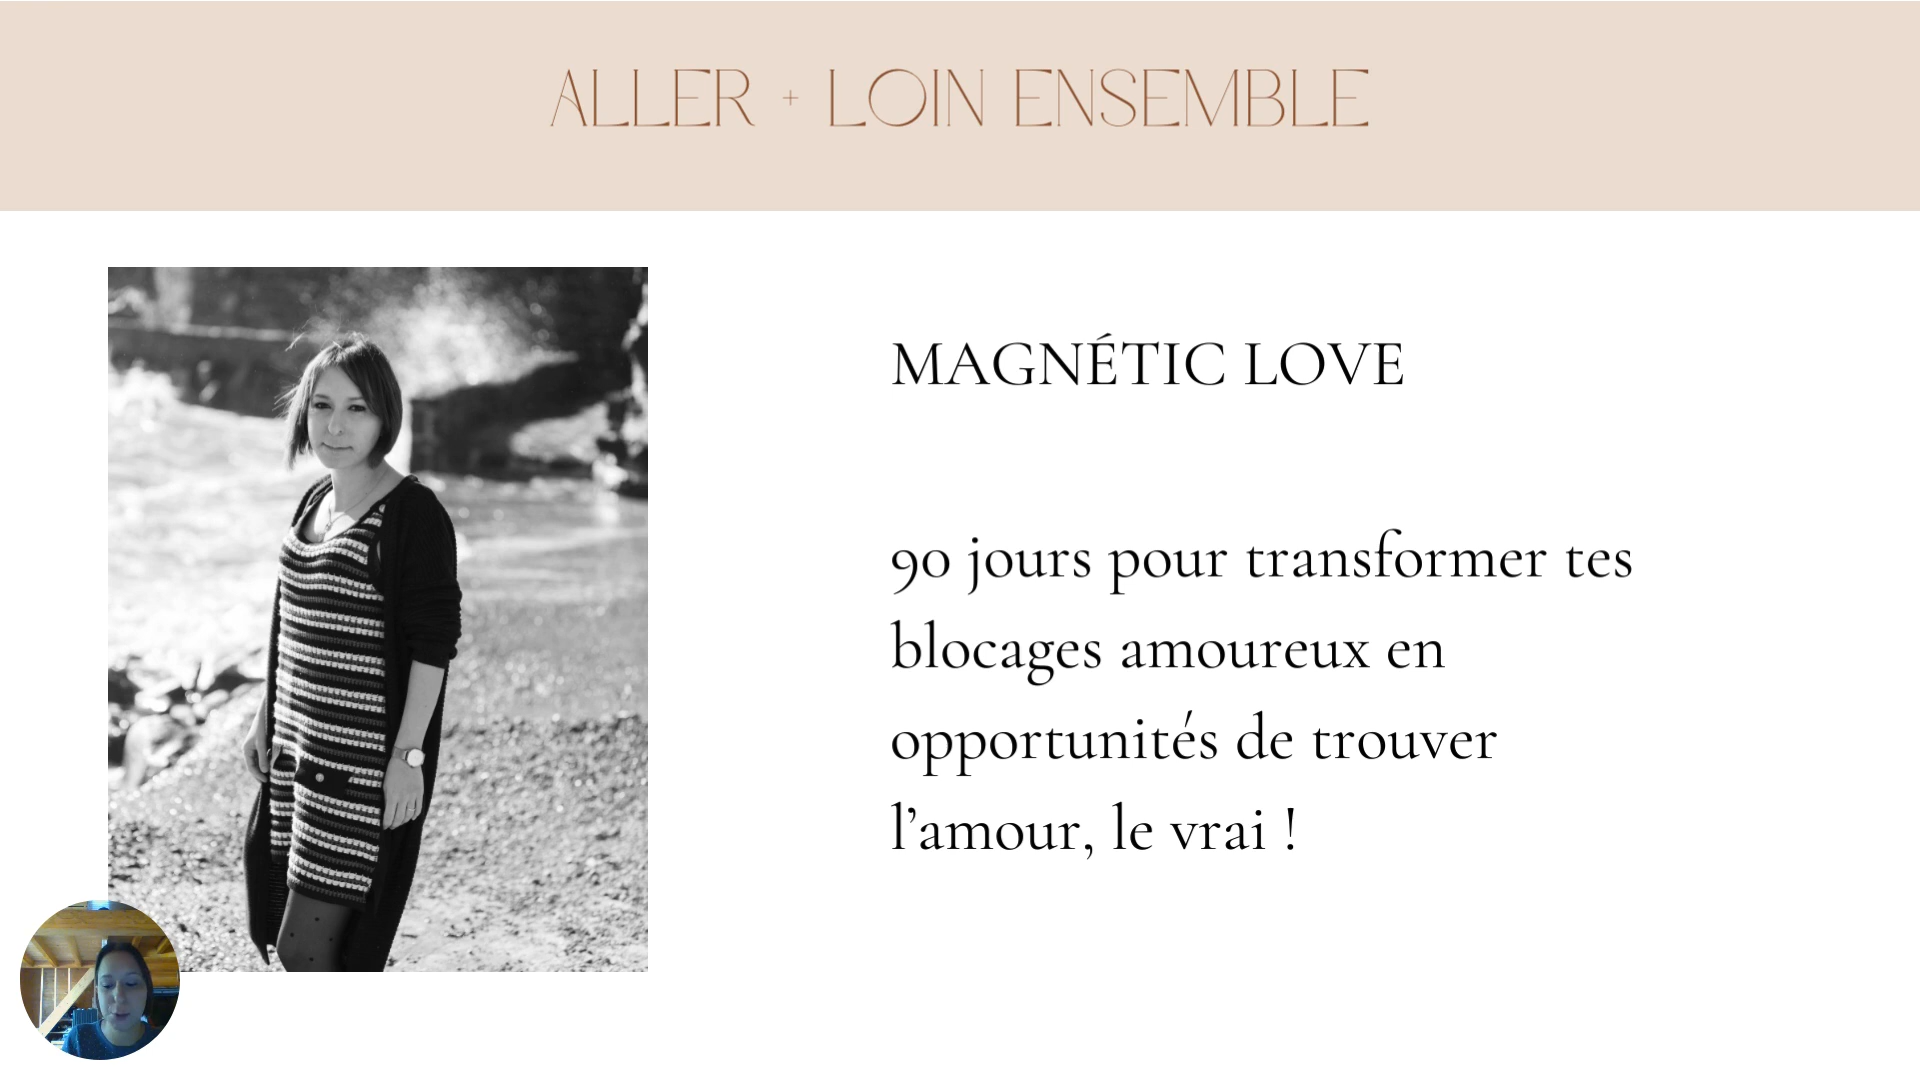 ALLER + LOIN ENSEMBLE
MAGNÉTIC LOVE
90 jours pour transformer tes
blocages amoureux en
opportunités de trouver
l’amour, le vrai !